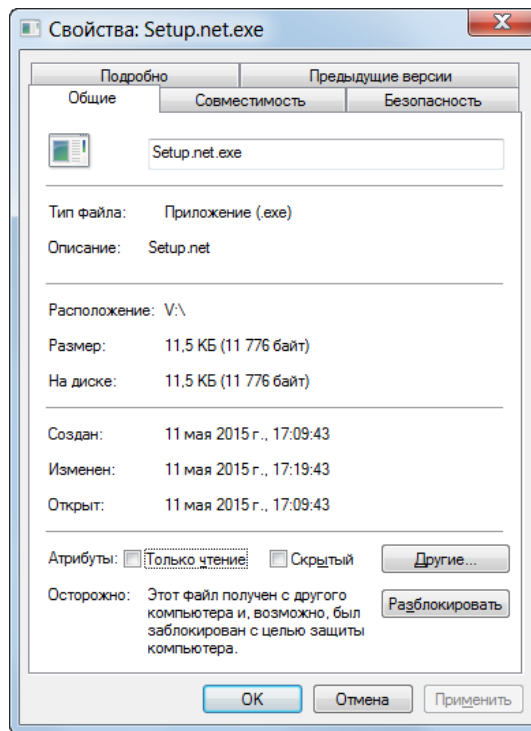 Свойства: Setup.net.exe
Подробно Предыдущие версии
Общие Совместимость Безопасность
Setup.net.exe
Тип файла: Приложение (.exe)
Описание: Setup.net
Расположение: V:\
Размер: 11,5 КБ (11 776 байт)
На диске: 11,5 КБ (11 776 байт)
Создан: 11 мая 2015 г., 17:09:43
Изменен: 11 мая 2015 г., 17:19:43
Открыт: 11 мая 2015 г., 17:09:43
Атрибуты: Только чтение Скрытый Другие...
Осторожно: Этот файл получен с другого
компьютера и, возможно, был
заблокирован с целью защиты
компьютера.
Разблокировать
OK Отмена Применить